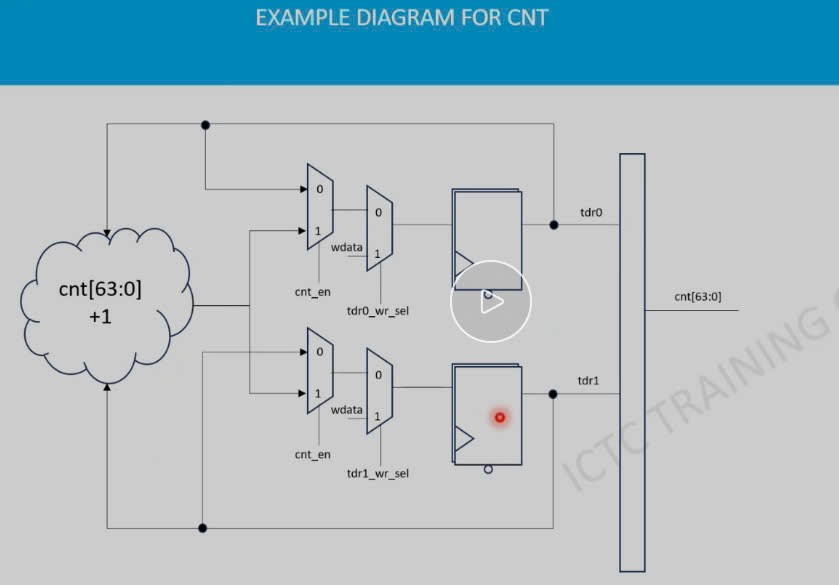 EXAMPLE DIAGRAM FOR CNT
0
1
cnt_en
0
wdata
1
tdr0_wr_sel
tdr0
cnt[63:0]
+1
cnt[63:0]
0
1
cnt_en
0
wdata
1
tdr1_wr_sel
tdr1
ICTC TRAINING